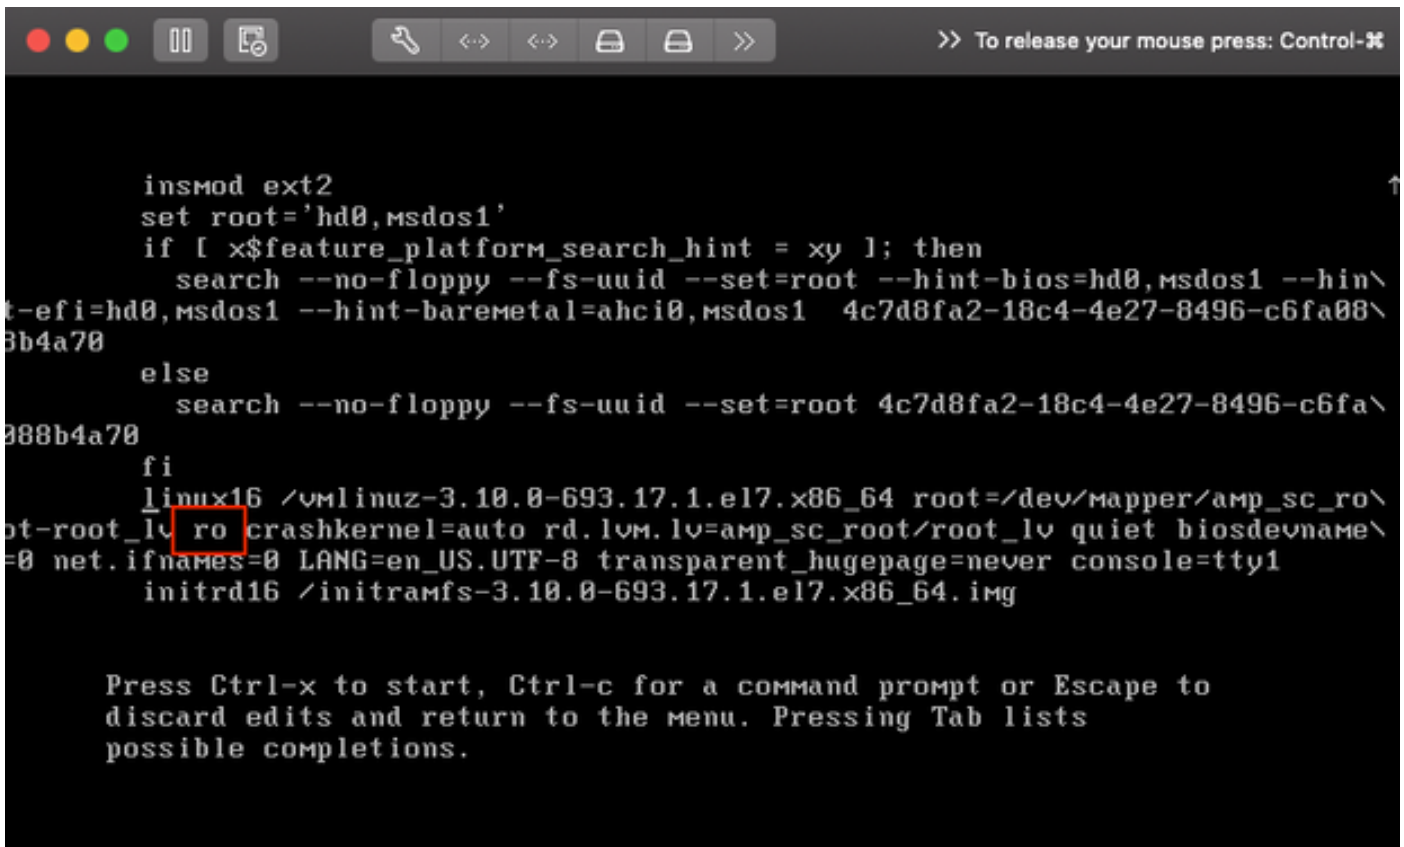 >> To release your mouse press: Control-⌘
insmod ext2
set root='hd0,msdos1'
if [ x$feature_platform_search_hint = xy ]; then
search --no-floppy --fs-uuid --set=root --hint-bios=hd0,msdos1 --hin\
t-efi=hd0,msdos1 --hint-baremetal=ahci0,msdos1  4c7d8fa2-18c4-4e27-8496-c6fa08\
8b4a70
else
search --no-floppy --fs-uuid --set=root 4c7d8fa2-18c4-4e27-8496-c6fa\
088b4a70
fi
linux16 /vmlinuz-3.10.0-693.17.1.el7.x86_64 root=/dev/mapper/amp_sc_ro\
ot-root_lv ro crashkernel=auto rd.lvm.lv=amp_sc_root/root_lv quiet biosdevname\
=0 net.ifnames=0 LANG=en_US.UTF-8 transparent_hugepage=never console=tty1
initrd16 /initramfs-3.10.0-693.17.1.el7.x86_64.img
Press Ctrl-x to start, Ctrl-c for a command prompt or Escape to
discard edits and return to the menu. Pressing Tab lists
possible completions.